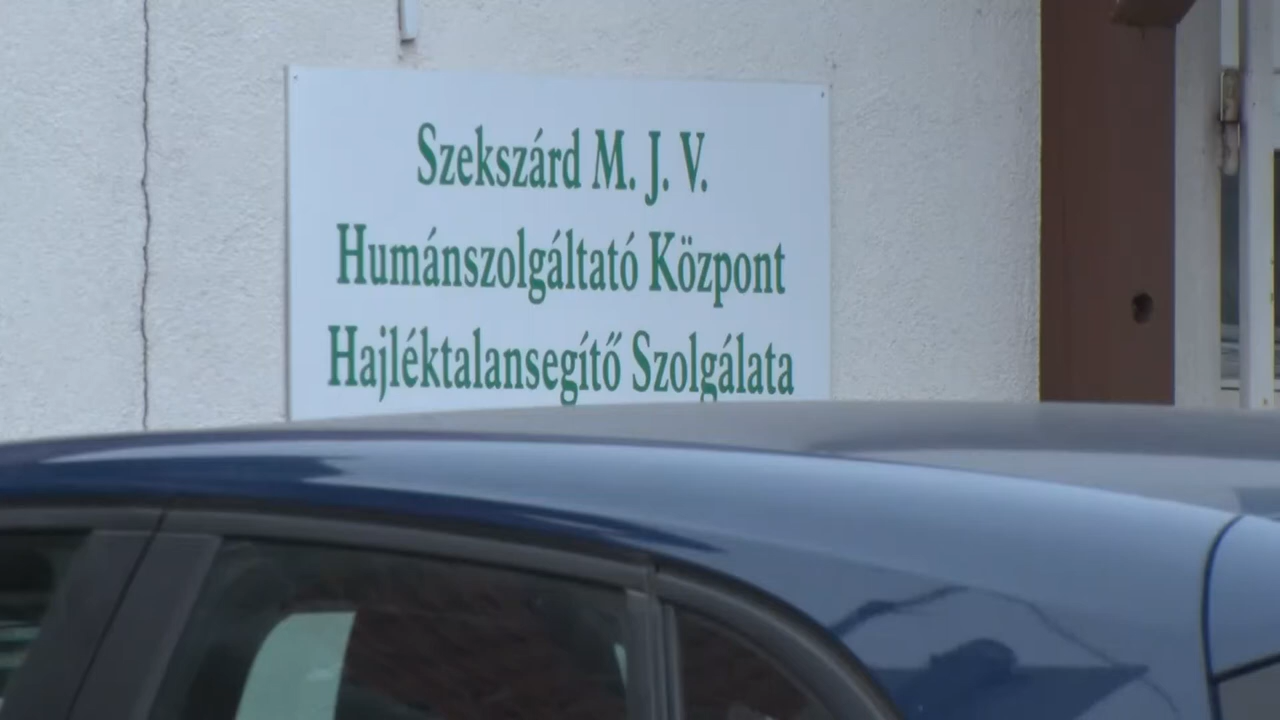 Szekszárd M. J. V.
Humánszolgáltató Központ
Hajléktalansegítő Szolgálata